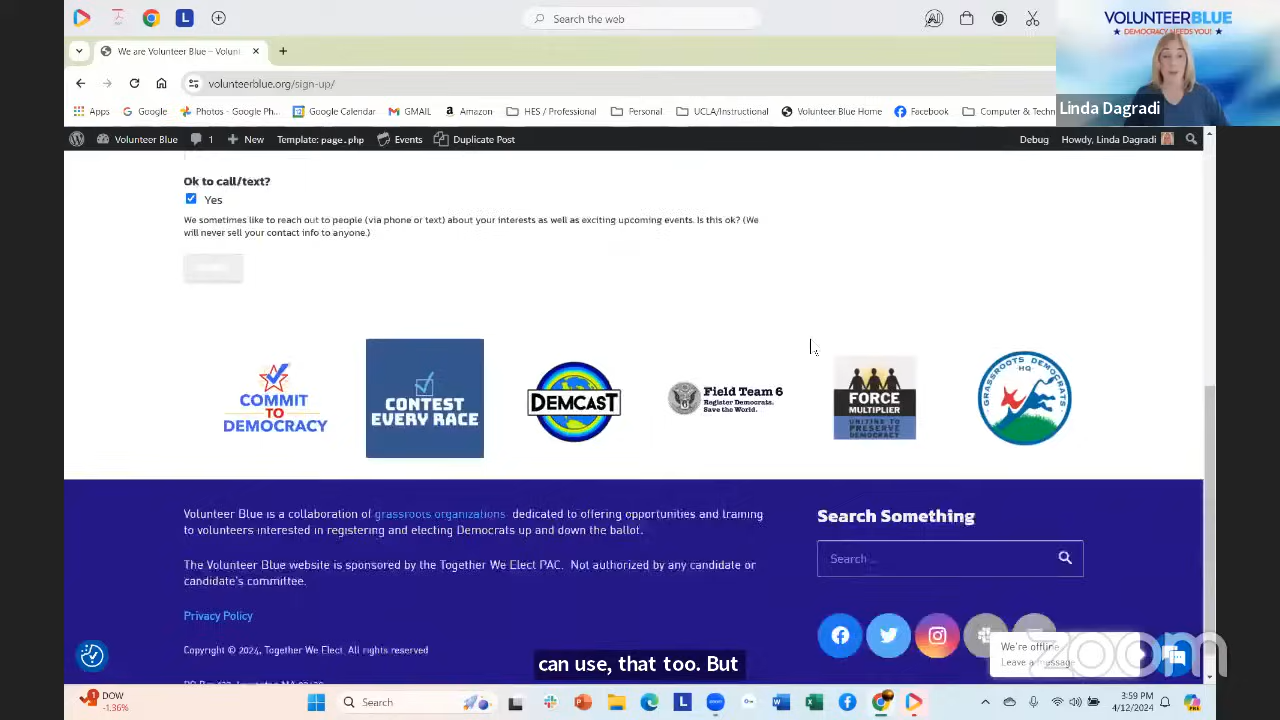 L
Search the web
VOLUNTEERBLUE
★ DEMOCRACY NEEDS YOU! ★
Linda Dagradi
We are Volunteer Blue - Volunt
volunteerblue.org/sign-up/
Apps
Google
Photos - Google Ph...
Google Calendar
GMAIL
Amazon
HES / Professional
Personal
UCLA/Instructional
Volunteer Blue Home
Facebook
Computer & Techn
Volunteer Blue
1
New
Template: page.php
Events
Duplicate Post
Debug
Howdy, Linda Dagradi
Ok to call/text?
Yes
We sometimes like to reach out to people (via phone or text) about your interests as well as exciting upcoming events. Is this ok? (We
will never sell your contact info to anyone.)
COMMIT
TO
DEMOCRACY
CONTEST
EVERY RACE
DEMCAST
Field Team 6
Register Democrats.
Save the World.
FORCE
MULTIPLIER
UNITING TO
PRESERVE
DEMOCRACY
GRASSROOTS DEMOCRATS
HQ
Volunteer Blue is a collaboration of grassroots organizations dedicated to offering opportunities and training
to volunteers interested in registering and electing Democrats up and down the ballot.
The Volunteer Blue website is sponsored by the Together We Elect PAC. Not authorized by any candidate or
candidate's committee.
Privacy Policy
Copyright © 2024, Together We Elect. All rights reserved
Search Something
Search ...
We're offline
Leave a message
zoom
can use, that too. But
DOW
-1.36%
1
Search
L
3:59 PM
4/12/2024